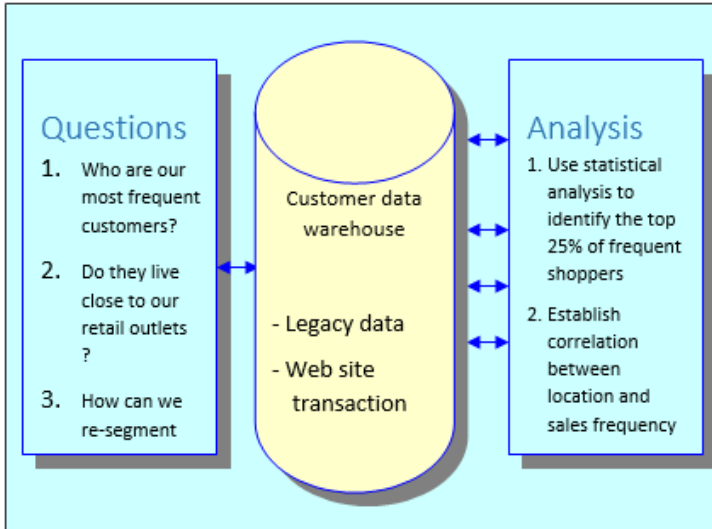 Questions
1. Who are our
most frequent
customers?
2. Do they live
close to our
retail outlets
?
3. How can we
re-segment
Customer data
warehouse
- Legacy data
- Web site
transaction
Analysis
1. Use statistical
analysis to
identify the top
25% of frequent
shoppers
2. Establish
correlation
between
location and
sales frequency